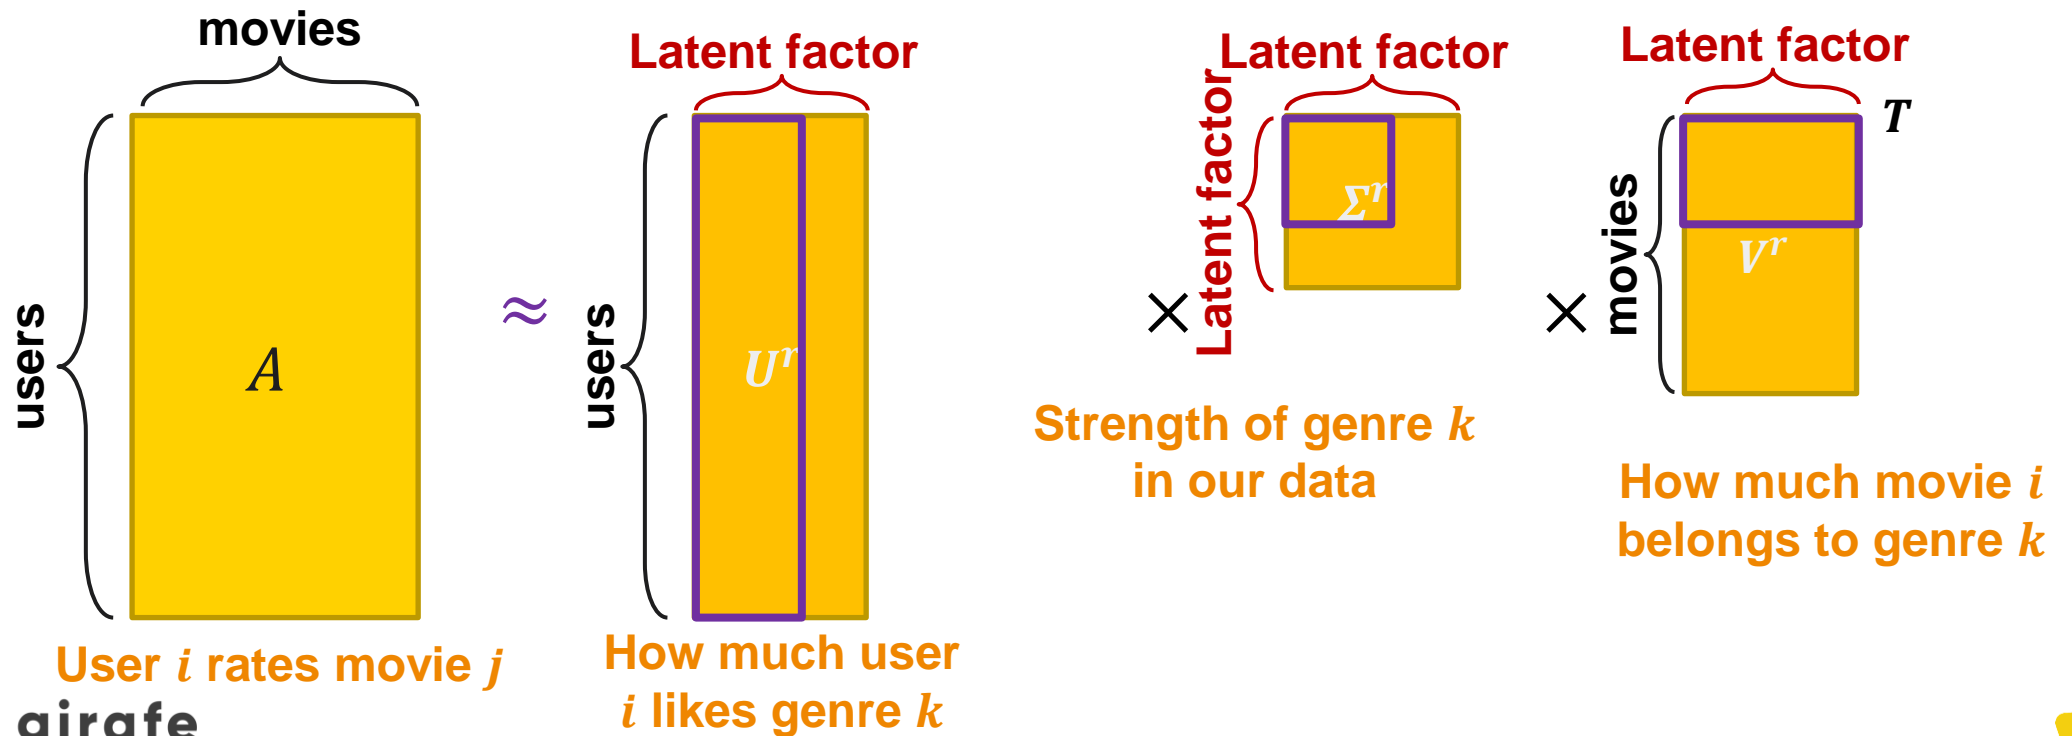 movies
users
A
User i rates movie j
≈
Latent factor
users
U^r
How much user
i likes genre k
×
Latent factor
Latent factor
Σ^r
Strength of genre k
in our data
×
Latent factor
T
movies
V^r
How much movie i
belongs to genre k
girafe